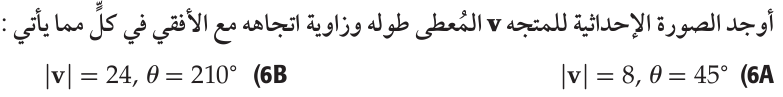 أوجد الصورة الإحداثية للمتجه v المُعطى طوله وزاوية اتجاهه مع الأفقي في كلٍّ مما يأتي :
6A) |v| = 8, θ = 45°   6B) |v| = 24, θ = 210°